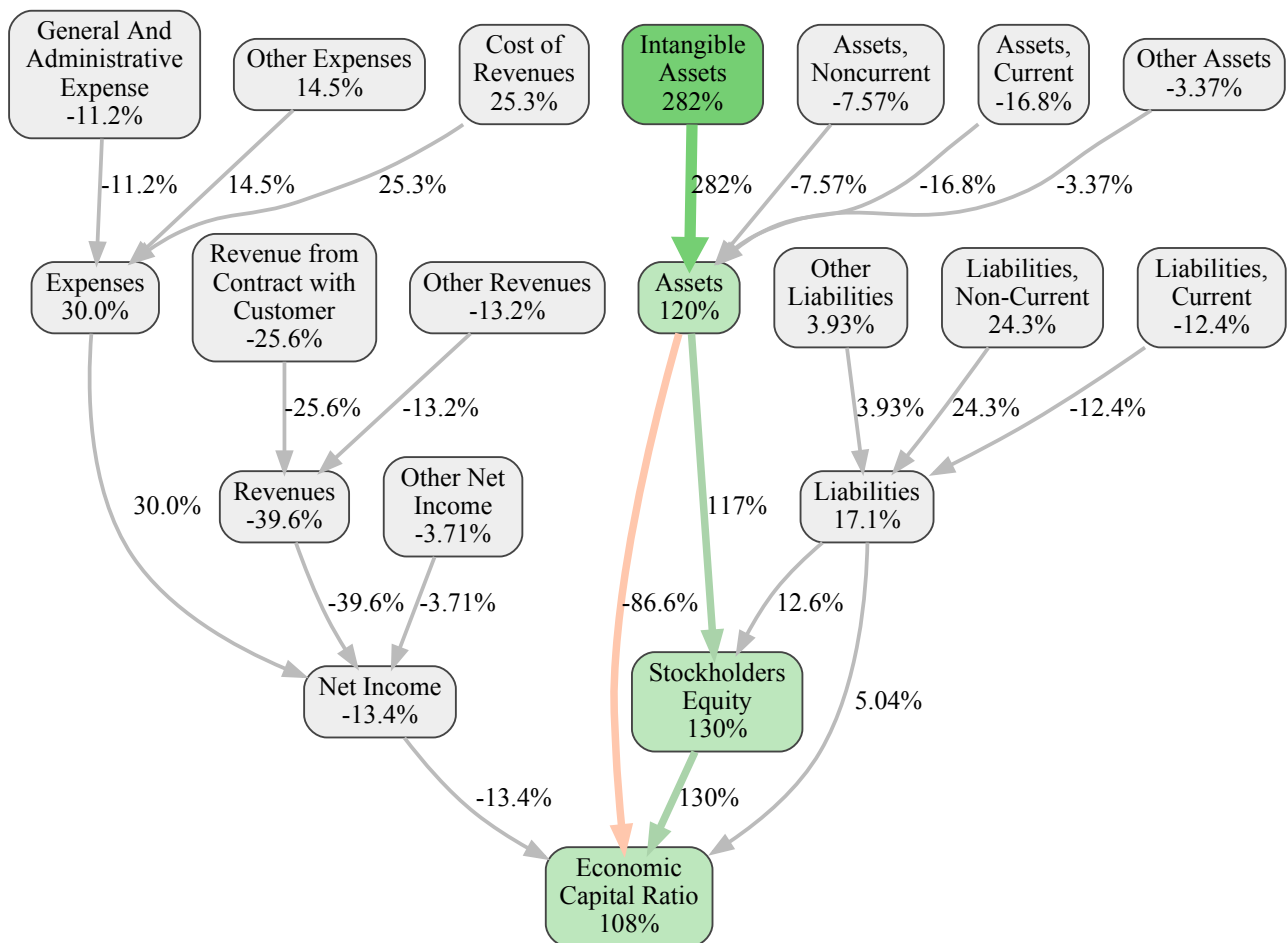 General And
Administrative
Expense
-11.2%
Other Expenses
14.5%
Cost of
Revenues
25.3%
Intangible
Assets
282%
Assets,
Noncurrent
-7.57%
Assets,
Current
-16.8%
Other Assets
-3.37%
-11.2%
14.5%
25.3%
282%
-7.57%
-16.8%
-3.37%
Expenses
30.0%
Revenue from
Contract with
Customer
-25.6%
Other Revenues
-13.2%
Assets
120%
Other
Liabilities
3.93%
Liabilities,
Non-Current
24.3%
Liabilities,
Current
-12.4%
-25.6%
-13.2%
3.93%
24.3%
-12.4%
30.0%
Revenues
-39.6%
Other Net
Income
-3.71%
117%
Liabilities
17.1%
-39.6%
-3.71%
-86.6%
12.6%
Net Income
-13.4%
Stockholders
Equity
130%
5.04%
-13.4%
130%
Economic
Capital Ratio
108%